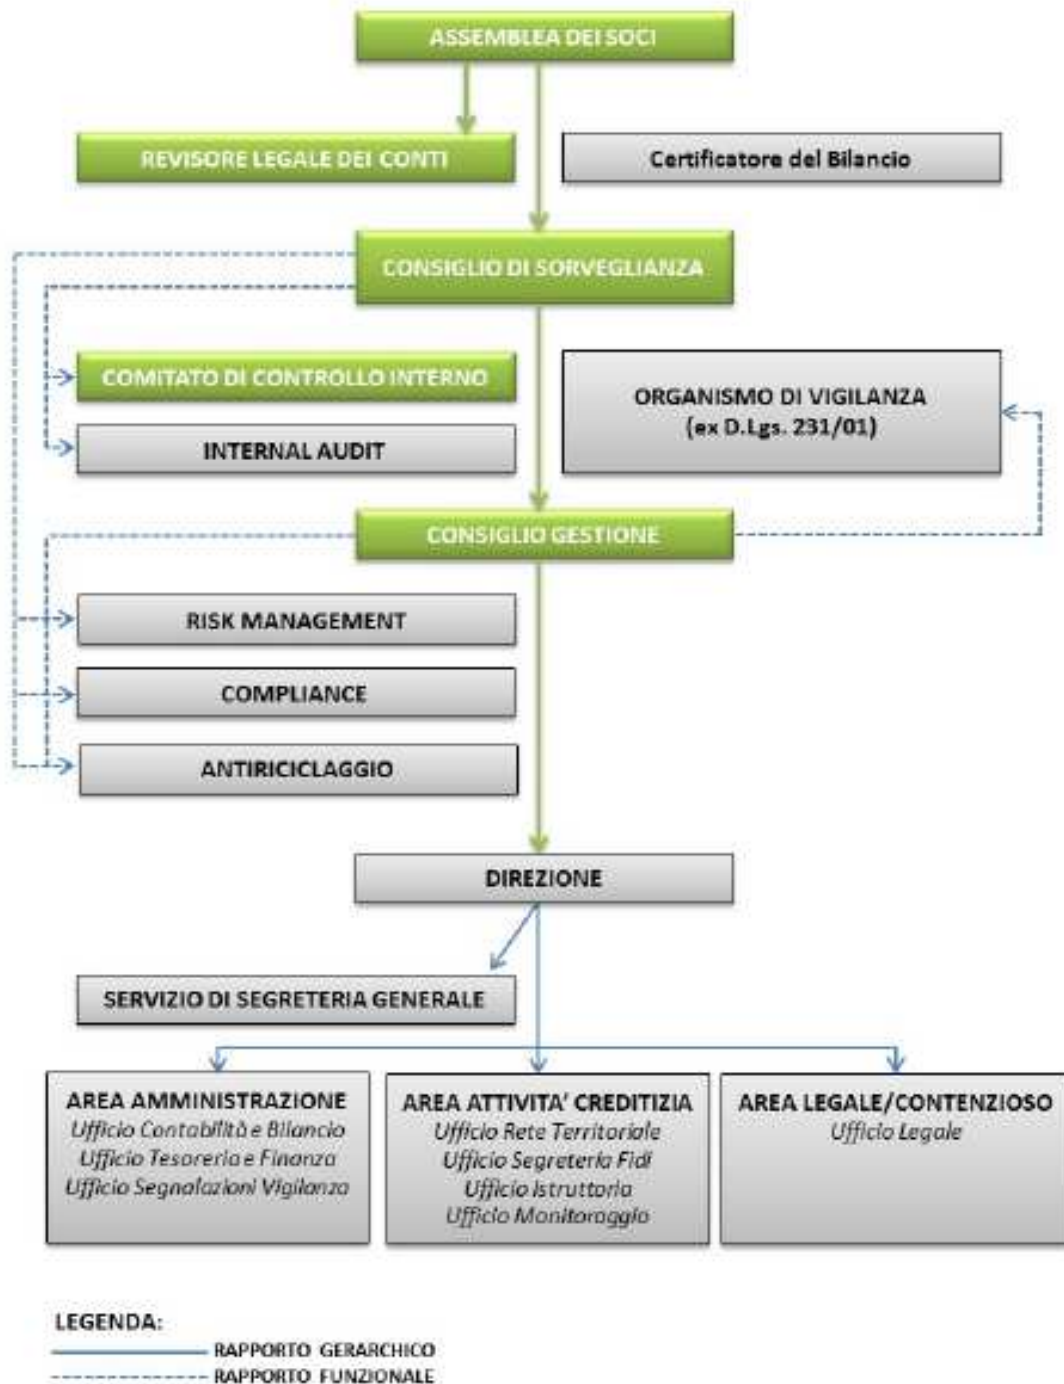 ASSEMBLEA DEI SOCI
REVISORE LEGALE DEI CONTI
Certificatore del Bilancio
CONSIGLIO DI SORVEGLIANZA
COMITATO DI CONTROLLO INTERNO
ORGANISMO DI VIGILANZA
(ex D.Lgs. 231/01)
INTERNAL AUDIT
CONSIGLIO GESTIONE
RISK MANAGEMENT
COMPLIANCE
ANTIRICICLAGGIO
DIREZIONE
SERVIZIO DI SEGRETERIA GENERALE
AREA AMMINISTRAZIONE
Ufficio Contabilità e Bilancio
Ufficio Tesoreria e Finanza
Ufficio Segnalazioni Vigilanza
AREA ATTIVITA' CREDITIZIA
Ufficio Rete Territoriale
Ufficio Segreteria Fidi
Ufficio Istruttoria
Ufficio Monitoraggio
AREA LEGALE/CONTENZIOSO
Ufficio Legale
LEGENDA:
RAPPORTO GERARCHICO
RAPPORTO FUNZIONALE